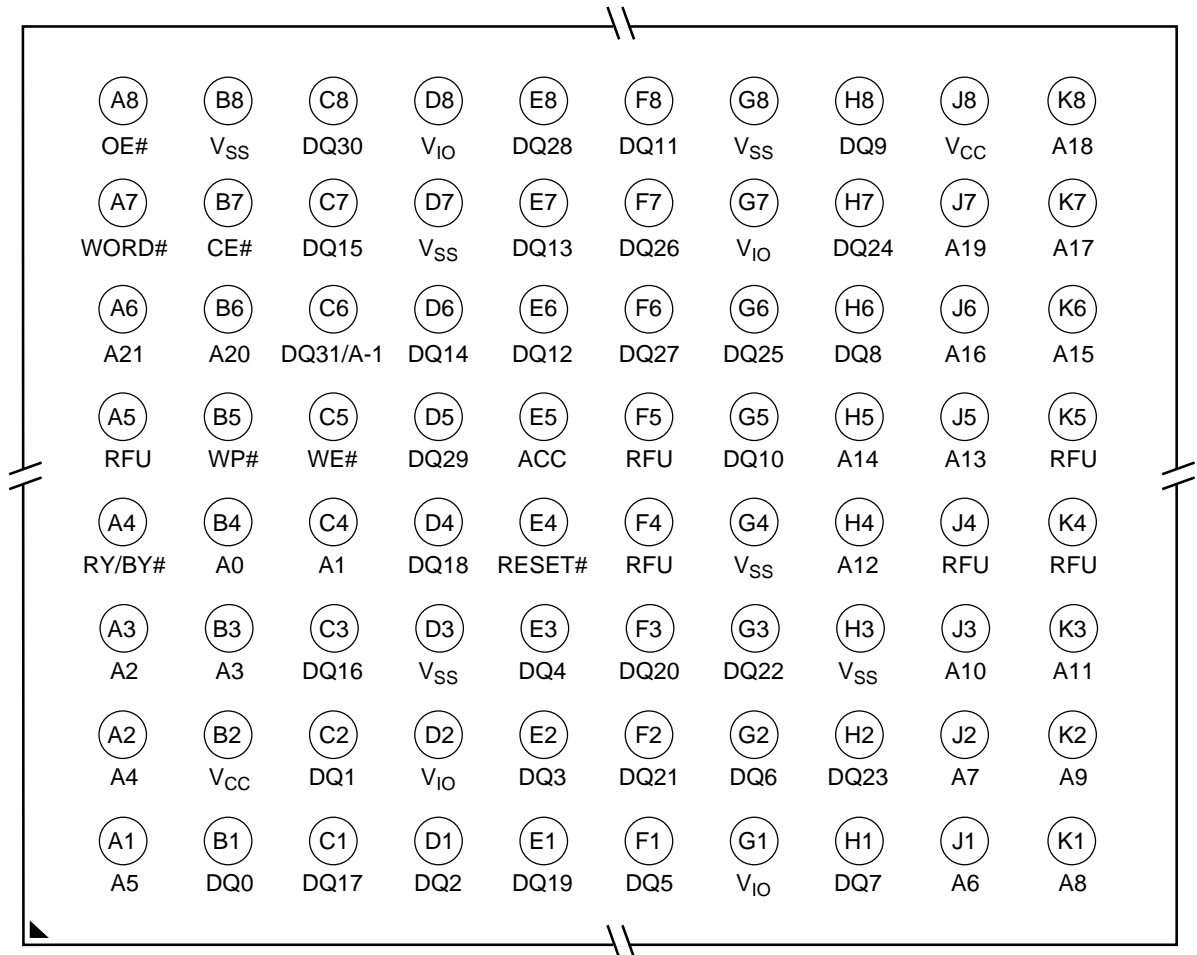 A8 B8 C8 D8 E8 F8 G8 H8 J8 K8
OE# VSS DQ30 VIO DQ28 DQ11 VSS DQ9 VCC A18
A7 B7 C7 D7 E7 F7 G7 H7 J7 K7
WORD# CE# DQ15 VSS DQ13 DQ26 VIO DQ24 A19 A17
A6 B6 C6 D6 E6 F6 G6 H6 J6 K6
A21 A20 DQ31/A-1 DQ14 DQ12 DQ27 DQ25 DQ8 A16 A15
A5 B5 C5 D5 E5 F5 G5 H5 J5 K5
RFU WP# WE# DQ29 ACC RFU DQ10 A14 A13 RFU
A4 B4 C4 D4 E4 F4 G4 H4 J4 K4
RY/BY# A0 A1 DQ18 RESET# RFU VSS A12 RFU RFU
A3 B3 C3 D3 E3 F3 G3 H3 J3 K3
A2 A3 DQ16 VSS DQ4 DQ20 DQ22 VSS A10 A11
A2 B2 C2 D2 E2 F2 G2 H2 J2 K2
A4 VCC DQ1 VIO DQ3 DQ21 DQ6 DQ23 A7 A9
A1 B1 C1 D1 E1 F1 G1 H1 J1 K1
A5 DQ0 DQ17 DQ2 DQ19 DQ5 VIO DQ7 A6 A8